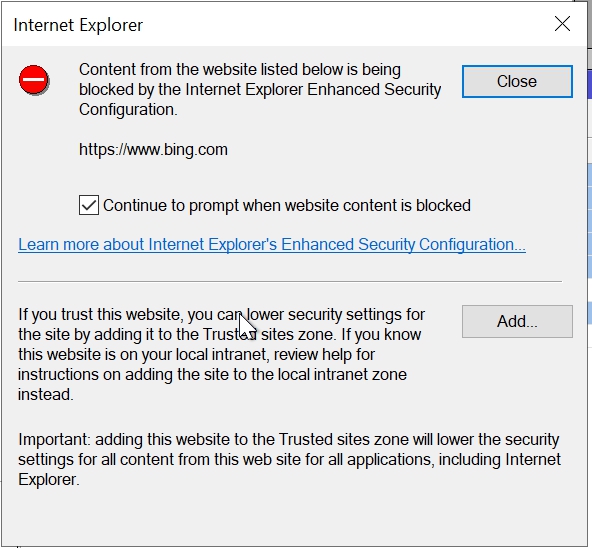 Internet Explorer
Content from the website listed below is being
blocked by the Internet Explorer Enhanced Security
Configuration.
Close
https://www.bing.com
Continue to prompt when website content is blocked
Learn more about Internet Explorer's Enhanced Security Configuration...
If you trust this website, you can lower security settings for
the site by adding it to the Trusted sites zone. If you know
this website is on your local intranet, review help for
instructions on adding the site to the local intranet zone
instead.
Add...
Important: adding this website to the Trusted sites zone will lower the security
settings for all content from this web site for all applications, including Internet
Explorer.